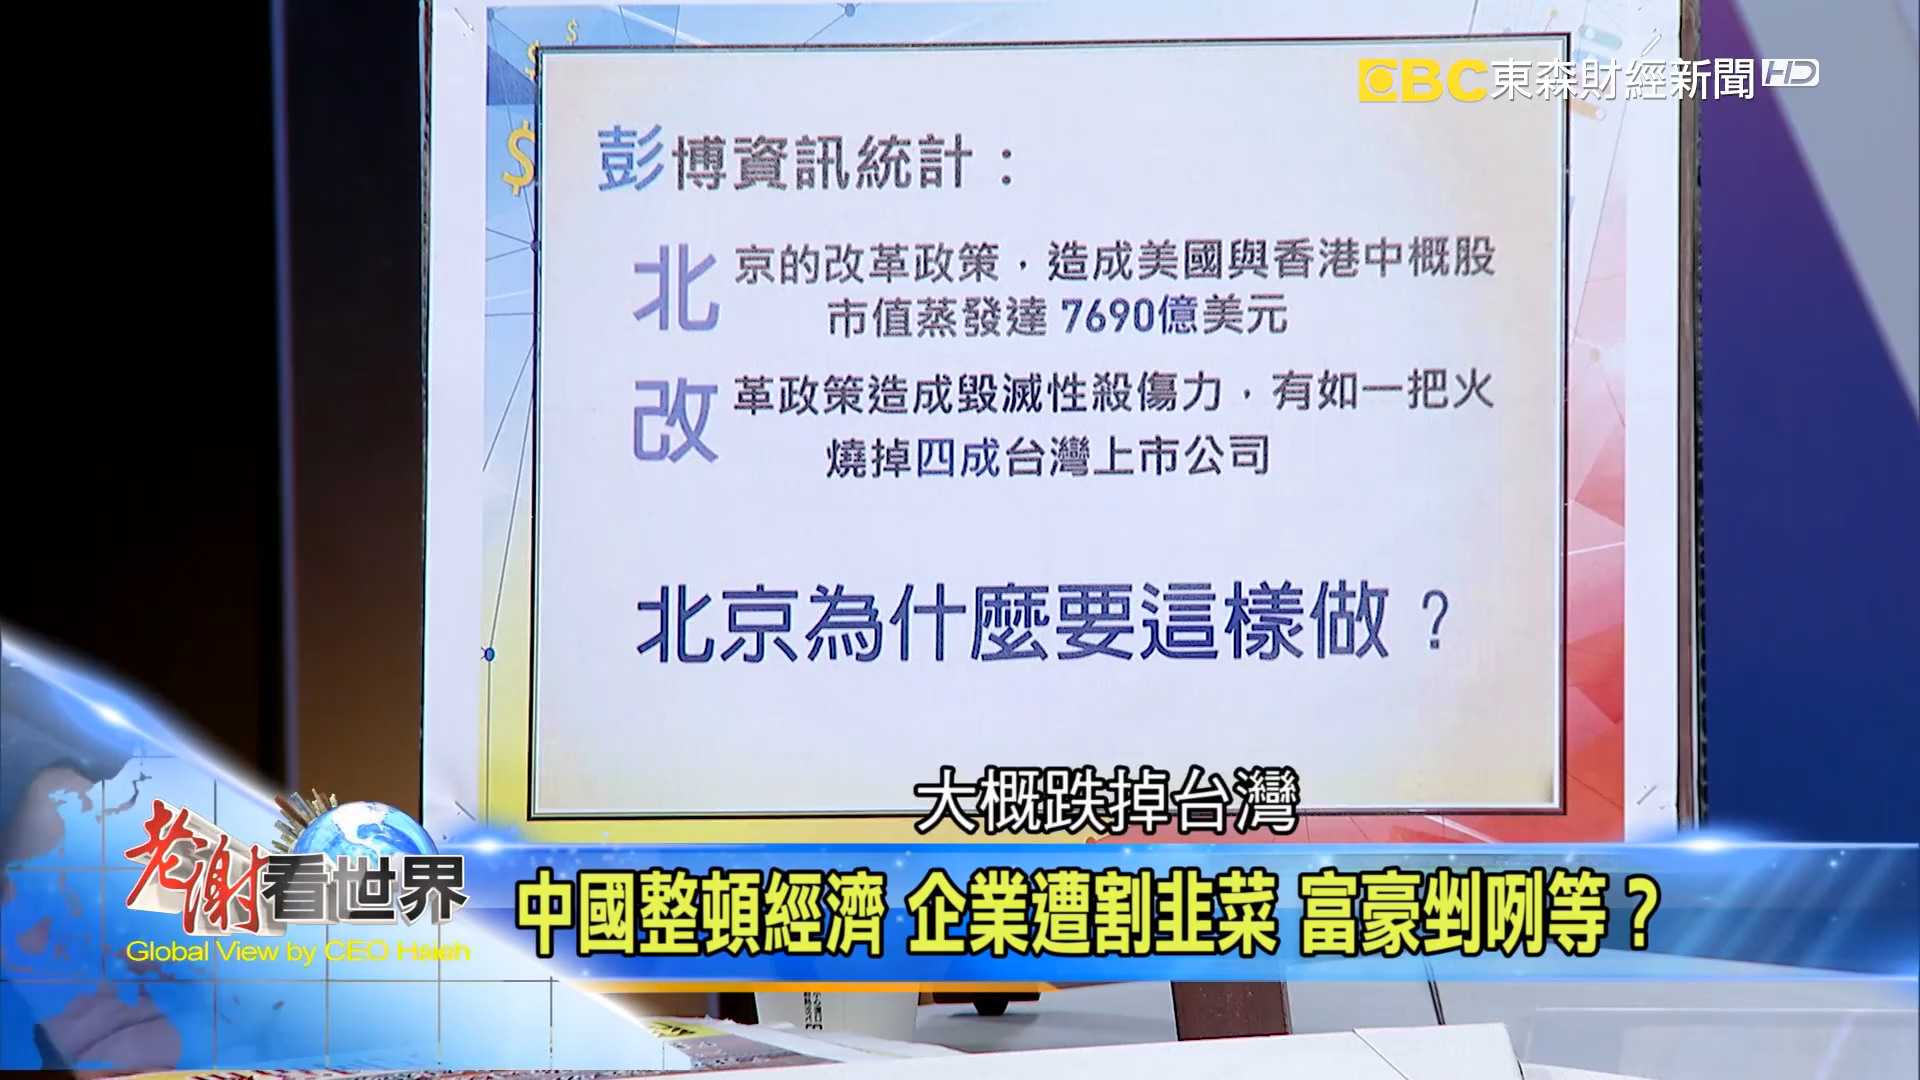 EBC東森財經新聞HD
彭博資訊統計：
北京的改革政策，造成美國與香港中概股
市值蒸發達7690億美元
改革政策造成毀滅性殺傷力，有如一把火
燒掉四成台灣上市公司
北京為什麼要這樣做？
大概跌掉台灣
老謝看世界
Global View by CEO Hsieh
中國整頓經濟 企業遭割韭菜 富豪剉咧等？